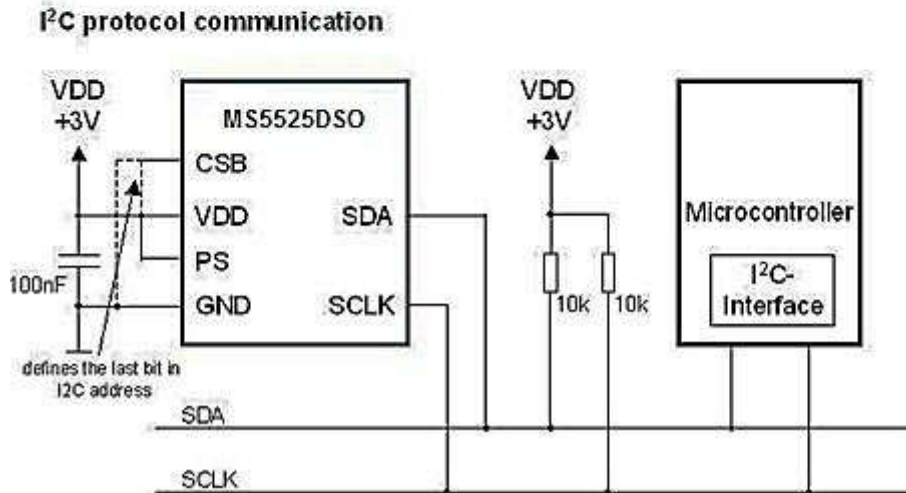 I²C protocol communication
VDD
+3V
MS5525DSO
CSB
VDD
PS
GND
SDA
SCLK
100nF
defines the last bit in
I2C address
VDD
+3V
10k
10k
Microcontroller
I²C-
Interface
SDA
SCLK